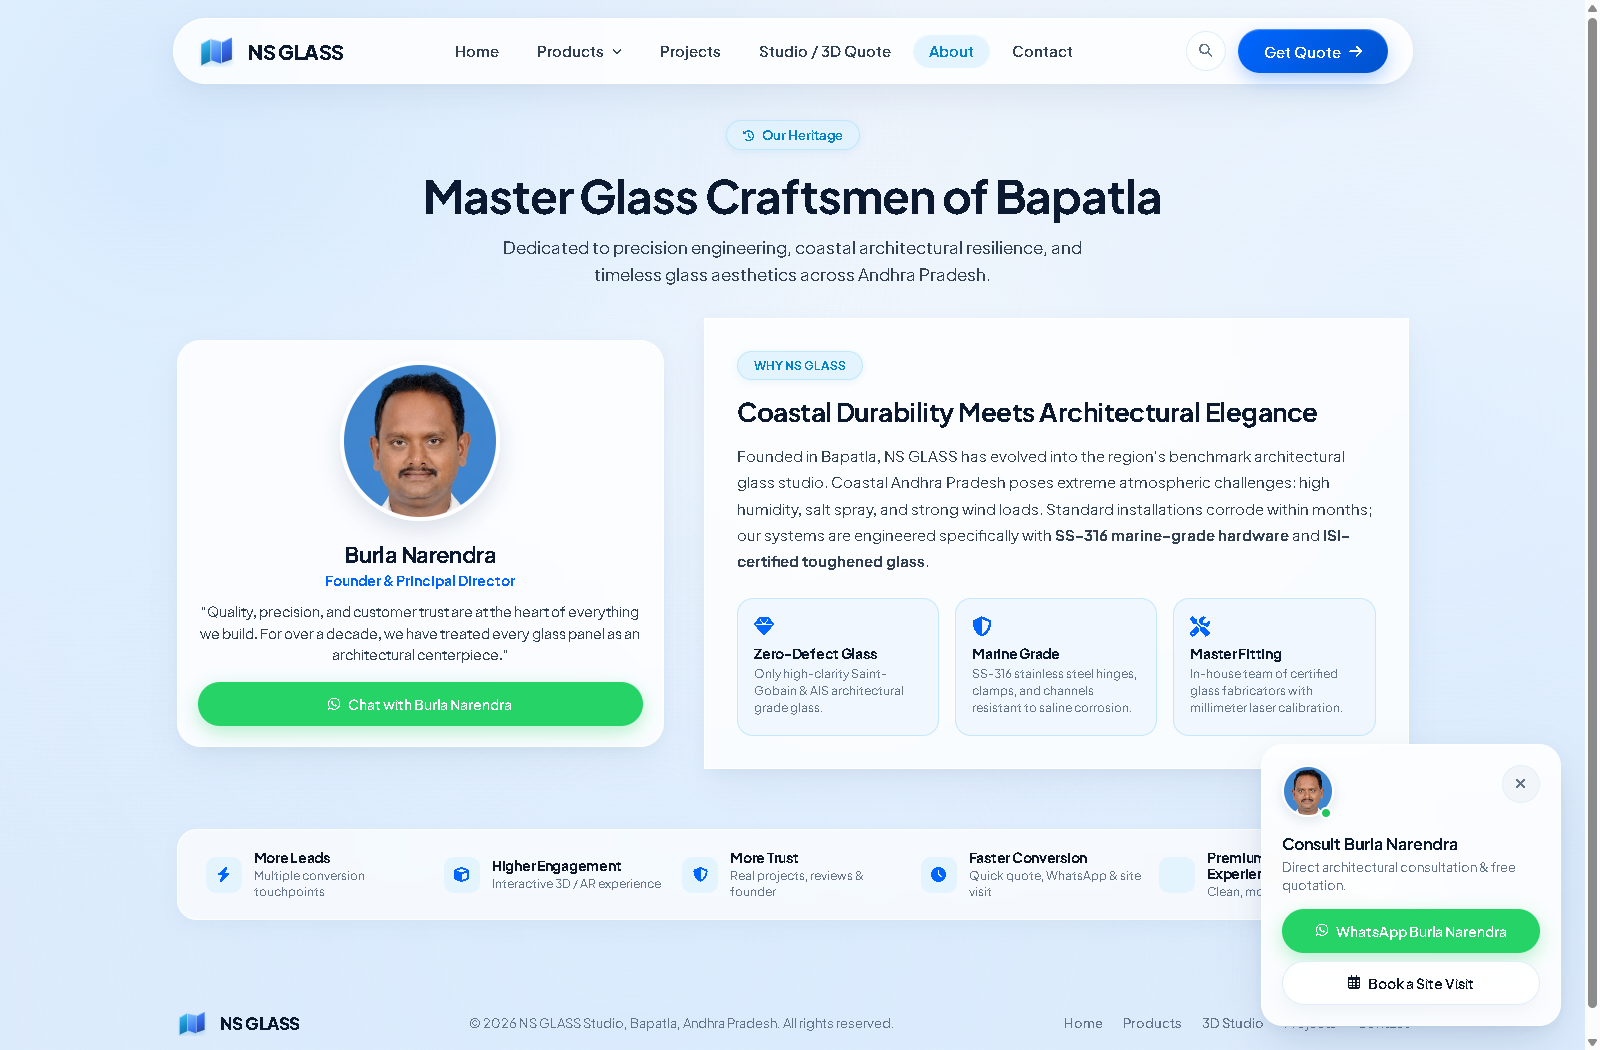 NS GLASS
Home
Products
Projects
Studio / 3D Quote
About
Contact
Get Quote
Our Heritage
Master Glass Craftsmen of Bapatla
Dedicated to precision engineering, coastal architectural resilience, and
timeless glass aesthetics across Andhra Pradesh.
Burla Narendra
Founder & Principal Director
"Quality, precision, and customer trust are at the heart of everything
we build. For over a decade, we have treated every glass panel as an
architectural centerpiece."
Chat with Burla Narendra
WHY NS GLASS
Coastal Durability Meets Architectural Elegance
Founded in Bapatla, NS GLASS has evolved into the region's benchmark architectural
glass studio. Coastal Andhra Pradesh poses extreme atmospheric challenges: high
humidity, salt spray, and strong wind loads. Standard installations corrode within months;
our systems are engineered specifically with SS-316 marine-grade hardware and ISI-
certified toughened glass.
Zero-Defect Glass
Only high-clarity Saint-
Gobain & AIS architectural
grade glass.
Marine Grade
SS-316 stainless steel hinges,
clamps, and channels
resistant to saline corrosion.
Master Fitting
In-house team of certified
glass fabricators with
millimeter laser calibration.
More Leads
Multiple conversion
touchpoints
Higher Engagement
Interactive 3D / AR experience
More Trust
Real projects, reviews &
founder
Faster Conversion
Quick quote, WhatsApp & site
visit
Premium
Clean,
Consult Burla Narendra
Direct architectural consultation & free
quotation.
WhatsApp Burla Narendra
Book a Site Visit
NS GLASS
© 2026 NS GLASS Studio, Bapatla, Andhra Pradesh. All rights reserved.
Home
Products
3D Studio